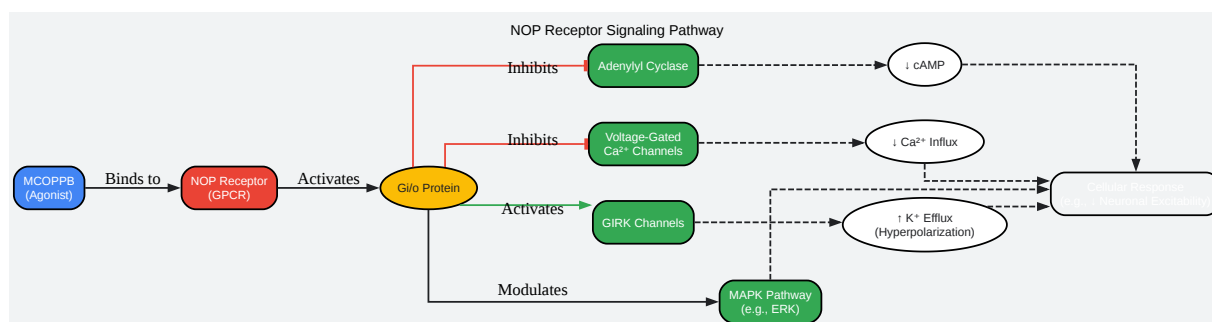 NOP Receptor Signaling Pathway
MCOPPB
(Agonist)
Binds to
NOP Receptor
(GPCR)
Activates
Gi/o Protein
Inhibits
Adenylyl Cyclase
↓ cAMP
Inhibits
Voltage-Gated
Ca²⁺ Channels
↓ Ca²⁺ Influx
Activates
GIRK Channels
↑ K⁺ Efflux
(Hyperpolarization)
Modulates
MAPK Pathway
(e.g., ERK)
Cellular Response
(e.g., ↓ Neuronal Excitability)